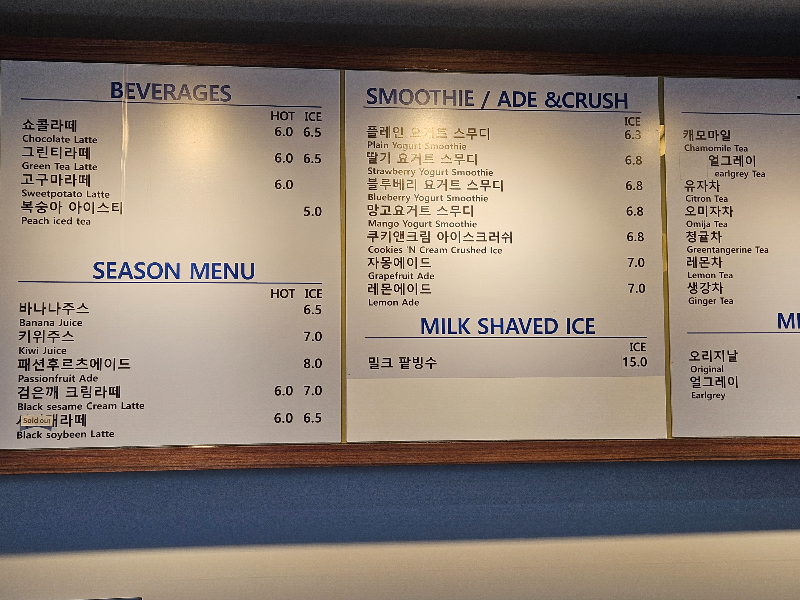 BEVERAGES
HOT ICE
쇼콜라떼 6.0 6.5
Chocolate Latte
그린티라떼 6.0 6.5
Green Tea Latte
고구마라떼 6.0
Sweetpotato Latte
복숭아 아이스티 5.0
Peach iced tea
SEASON MENU
HOT ICE
바나나주스 6.5
Banana Juice
키위주스 7.0
Kiwi Juice
패션후르츠에이드 8.0
Passionfruit Ade
검은깨 크림라떼 6.0 7.0
Black sesame Cream Latte
Sold out 라떼 6.0 6.5
Black soybeen Latte
SMOOTHIE / ADE &CRUSH
ICE
플레인 요거트 스무디 6.3
Plain Yogurt Smoothie
딸기 요거트 스무디 6.8
Strawberry Yogurt Smoothie
블루베리 요거트 스무디 6.8
Blueberry Yogurt Smoothie
망고요거트 스무디 6.8
Mango Yogurt Smoothie
쿠키앤크림 아이스크러쉬 6.8
Cookies 'N Cream Crushed Ice
자몽에이드 7.0
Grapefruit Ade
레몬에이드 7.0
Lemon Ade
MILK SHAVED ICE
ICE
밀크 팥빙수 15.0
캐모마일
Chamomile Tea
얼그레이
earlgrey Tea
유자차
Citron Tea
오미자차
Omija Tea
청귤차
Greentangerine Tea
레몬차
Lemon Tea
생강차
Ginger Tea
오리지날
Original
얼그레이
Earlgrey